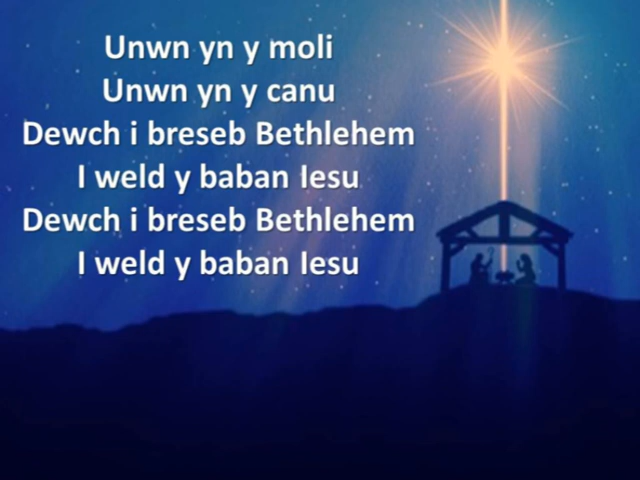 Unwn yn y moli
Unwn yn y canu
Dewch i breseb Bethlehem
I weld y baban Iesu
Dewch i breseb Bethlehem
I weld y baban Iesu